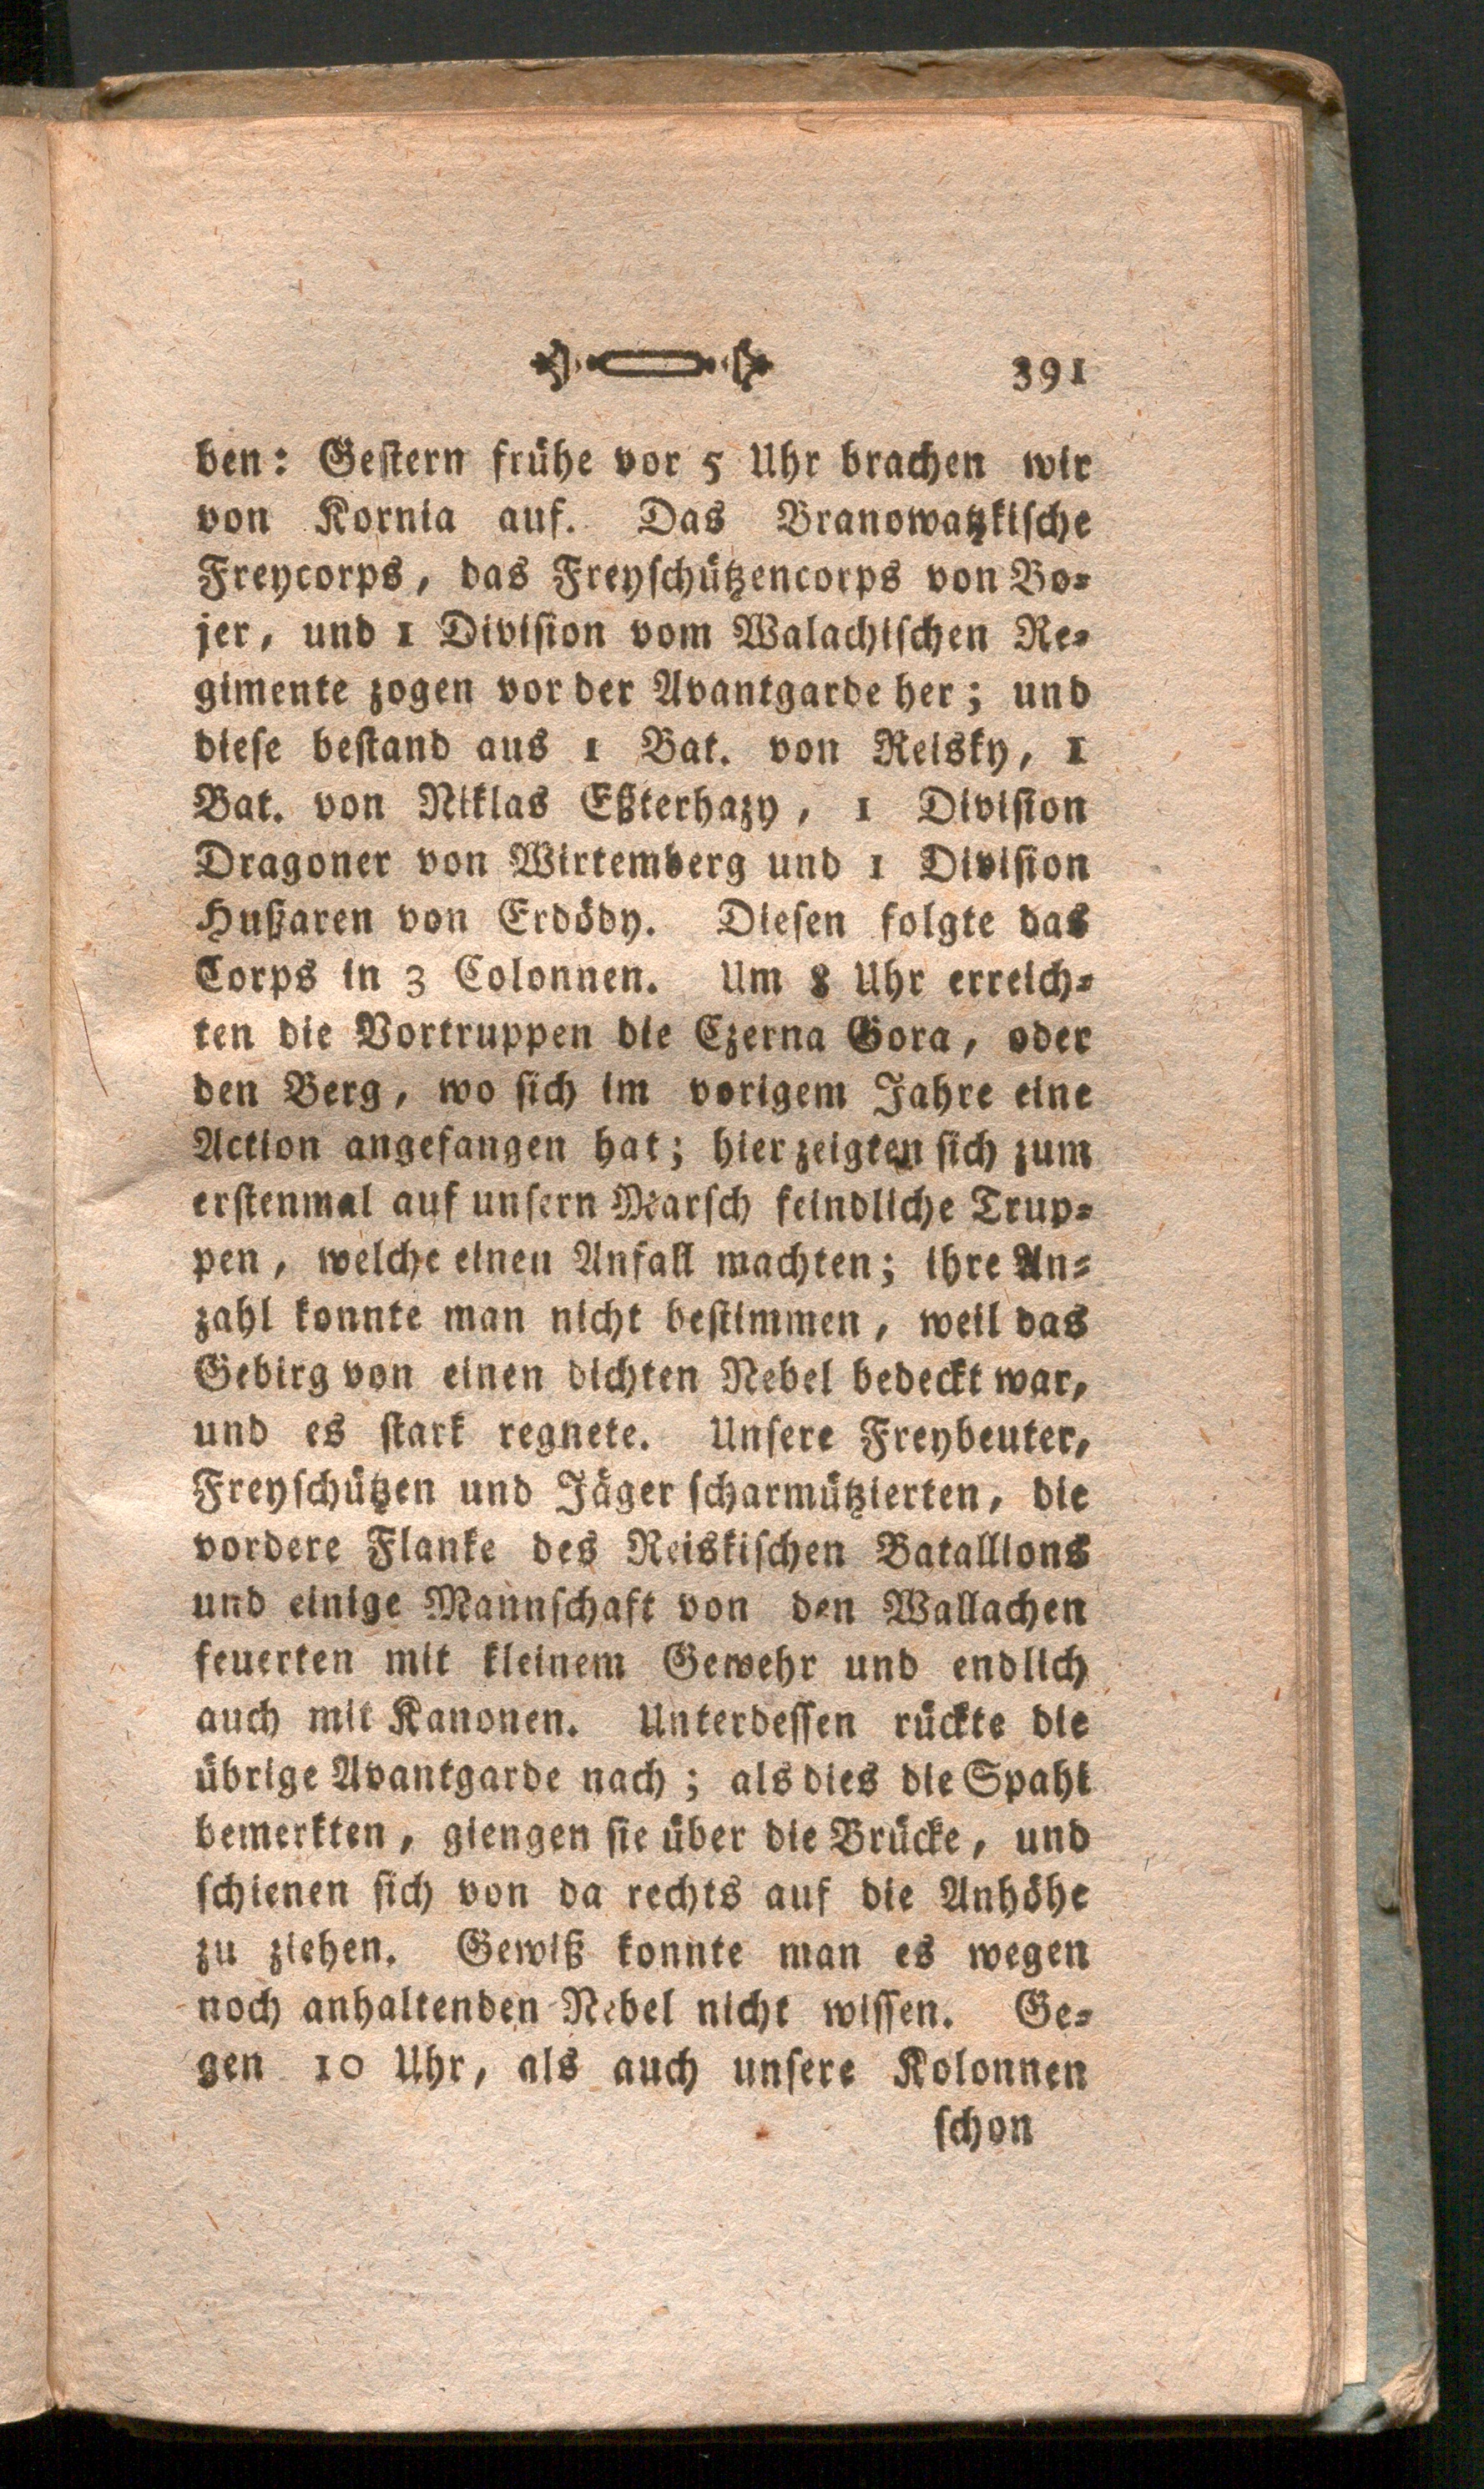 391
ben: Gestern frühe vor 5 Uhr brachen wir
von Kornia auf. Das Branowatzkische
Freycorps, das Freyschützencorps von Bo=
jer, und 1 Division vom Walachischen Re=
gimente zogen vor der Avantgarde her; und
diese bestand aus 1 Bat. von Reisky, 1
Bat. von Niklas Eßterhazy, 1 Division
Dragoner von Wirtemberg und 1 Division
Hußaren von Erdödy. Diesen folgte das
Corps in 3 Colonnen. Um 8 Uhr erreich=
ten die Vortruppen die Czerna Gora, oder
den Berg, wo sich im vorigem Jahre eine
Action angefangen hat; hier zeigten sich zum
erstenmal auf unsern Marsch feindliche Trup=
pen, welche einen Anfall machten; ihre An=
zahl konnte man nicht bestimmen, weil das
Gebirg von einen dichten Nebel bedeckt war,
und es stark regnete. Unsere Freybeuter,
Freyschützen und Jäger scharmützierten, die
vordere Flanke des Reiskischen Batallions
und einige Mannschaft von den Wallachen
feuerten mit kleinem Gewehr und endlich
auch mit Kanonen. Unterdessen rückte die
übrige Avantgarde nach; als dies die Spahi
bemerkten, giengen sie über die Brücke, und
schienen sich von da rechts auf die Anhöhe
zu ziehen. Gewiß konnte man es wegen
noch anhaltenden Nebel nicht wissen. Ge=
gen 10 Uhr, als auch unsere Kolonnen
schon